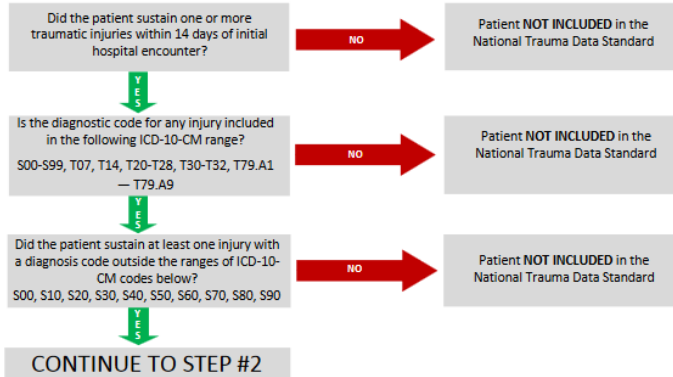 Did the patient sustain one or more
traumatic injuries within 14 days of initial
hospital encounter?
NO
Patient NOT INCLUDED in the
National Trauma Data Standard
YES
Is the diagnostic code for any injury included
in the following ICD-10-CM range?
S00-S99, T07, T14, T20-T28, T30-T32, T79.A1
— T79.A9
NO
Patient NOT INCLUDED in the
National Trauma Data Standard
YES
Did the patient sustain at least one injury with
a diagnosis code outside the ranges of ICD-10-
CM codes below?
S00, S10, S20, S30, S40, S50, S60, S70, S80, S90
NO
Patient NOT INCLUDED in the
National Trauma Data Standard
YES
CONTINUE TO STEP #2